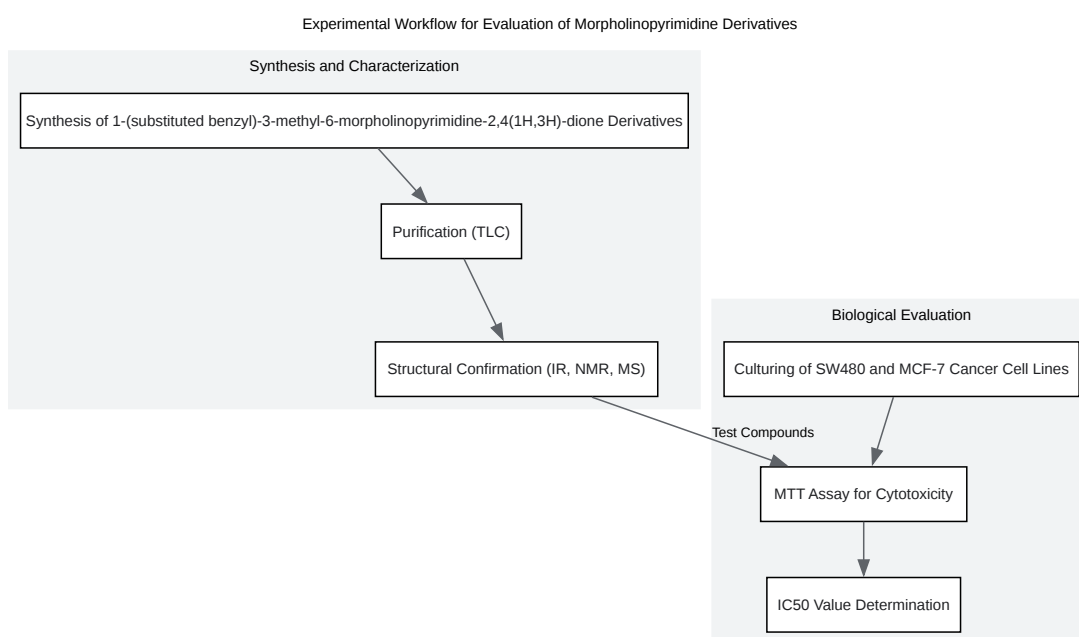 Experimental Workflow for Evaluation of Morpholinopyrimidine Derivatives
Synthesis and Characterization
Synthesis of 1-(substituted benzyl)-3-methyl-6-morpholinopyrimidine-2,4(1H,3H)-dione Derivatives
Purification (TLC)
Structural Confirmation (IR, NMR, MS)
Biological Evaluation
Culturing of SW480 and MCF-7 Cancer Cell Lines
Test Compounds
MTT Assay for Cytotoxicity
IC50 Value Determination